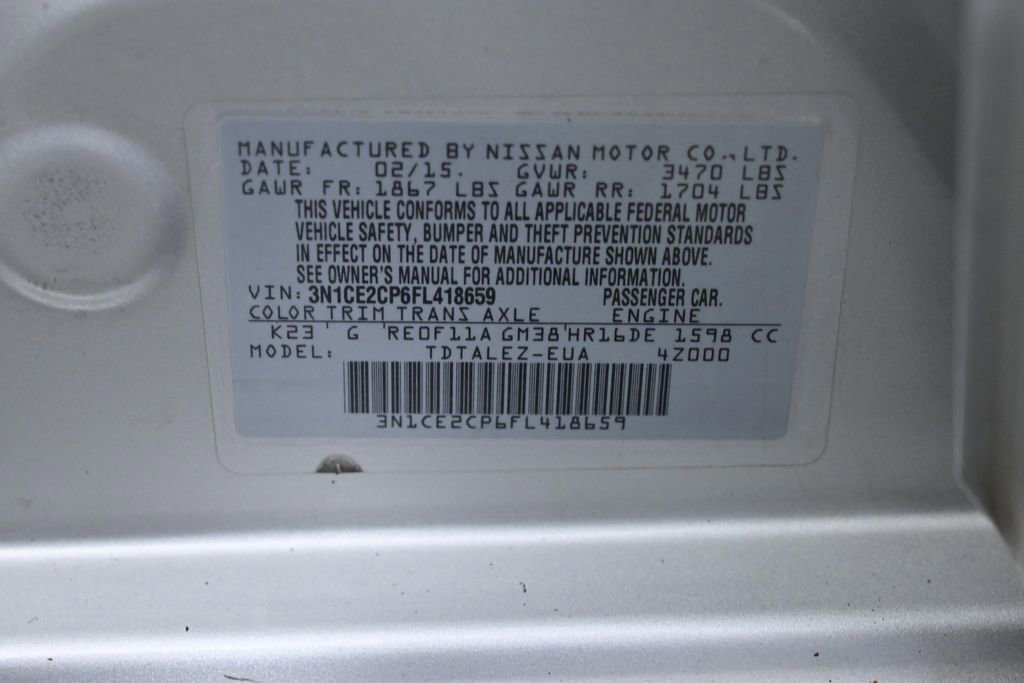 MANUFACTURED BY NISSAN MOTOR CO., LTD.
DATE: 02/15. GVWR: 3470 LBS
GAWR FR: 1867 LBS GAWR RR: 1704 LBS
THIS VEHICLE CONFORMS TO ALL APPLICABLE FEDERAL MOTOR
VEHICLE SAFETY, BUMPER AND THEFT PREVENTION STANDARDS
IN EFFECT ON THE DATE OF MANUFACTURE SHOWN ABOVE.
SEE OWNER'S MANUAL FOR ADDITIONAL INFORMATION.
VIN: 3N1CE2CP6FL418659 PASSENGER CAR.
COLOR TRIM TRANS AXLE ENGINE
K23 G RE0F11A GM38 HR16DE 1598 CC
MODEL: TDTALEZ-EUA 4Z000
3N1CE2CP6FL418659